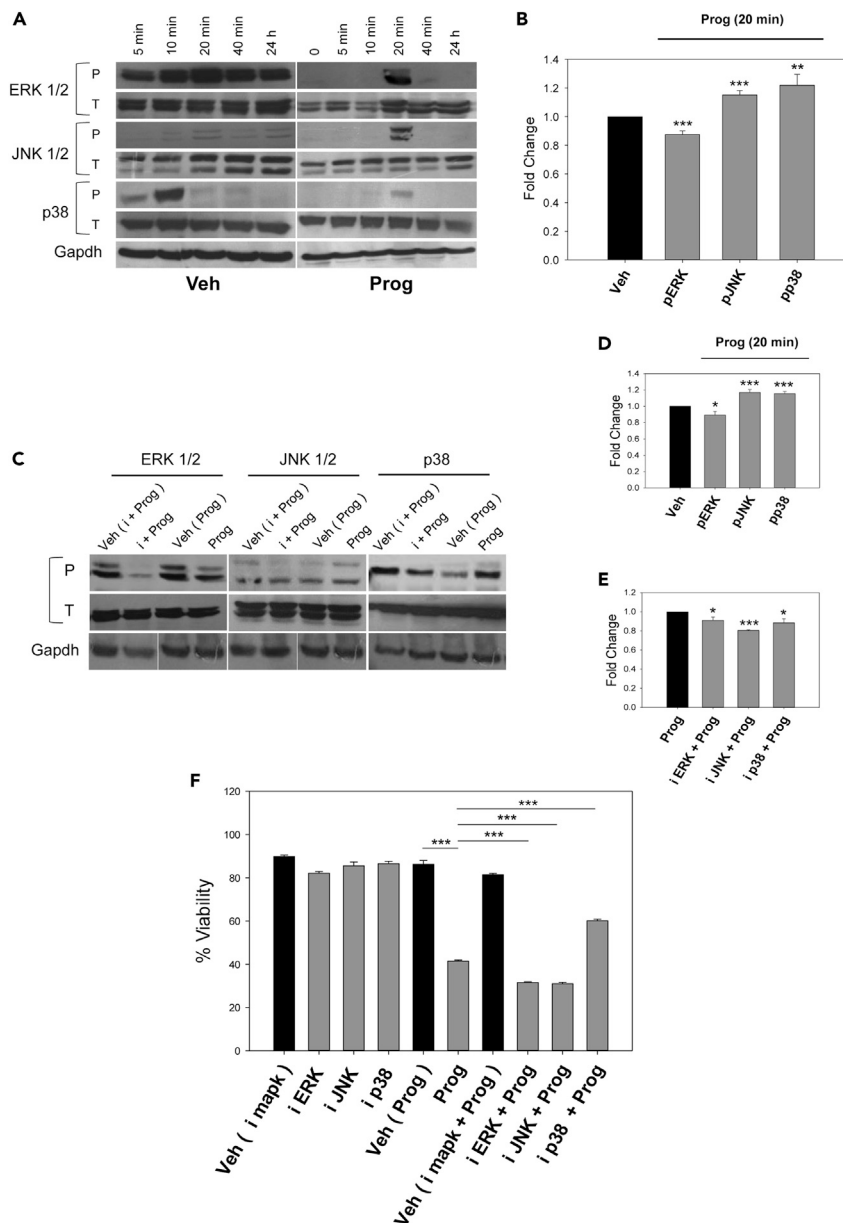 A
5 min
10 min
20 min
40 min
24 h
0
5 min
10 min
20 min
40 min
24 h
ERK 1/2
P
T
JNK 1/2
P
T
p38
P
T
Gapdh
Veh
Prog
B
Prog (20 min)
Fold Change
1.4
1.2
1.0
0.8
0.6
0.4
0.2
0.0
***
***
**
Veh
pERK
pJNK
pp38
D
Prog (20 min)
Fold Change
1.4
1.2
1.0
0.8
0.6
0.4
0.2
0.0
*
***
***
Veh
pERK
pJNK
pp38
C
ERK 1/2
JNK 1/2
p38
Veh ( i + Prog )
i + Prog
Veh ( Prog )
Prog
Veh ( i + Prog )
i + Prog
Veh ( Prog )
Prog
Veh ( i + Prog )
i + Prog
Veh ( Prog )
Prog
P
T
Gapdh
E
Fold Change
1.0
0.8
0.6
0.4
0.2
0.0
*
***
*
Prog
i ERK + Prog
i JNK + Prog
i p38 + Prog
F
% Viability
120
100
80
60
40
20
0
***
***
***
***
Veh ( i mapk )
i ERK
i JNK
i p38
Veh ( Prog )
Prog
Veh ( i mapk + Prog )
i ERK + Prog
i JNK + Prog
i p38 + Prog